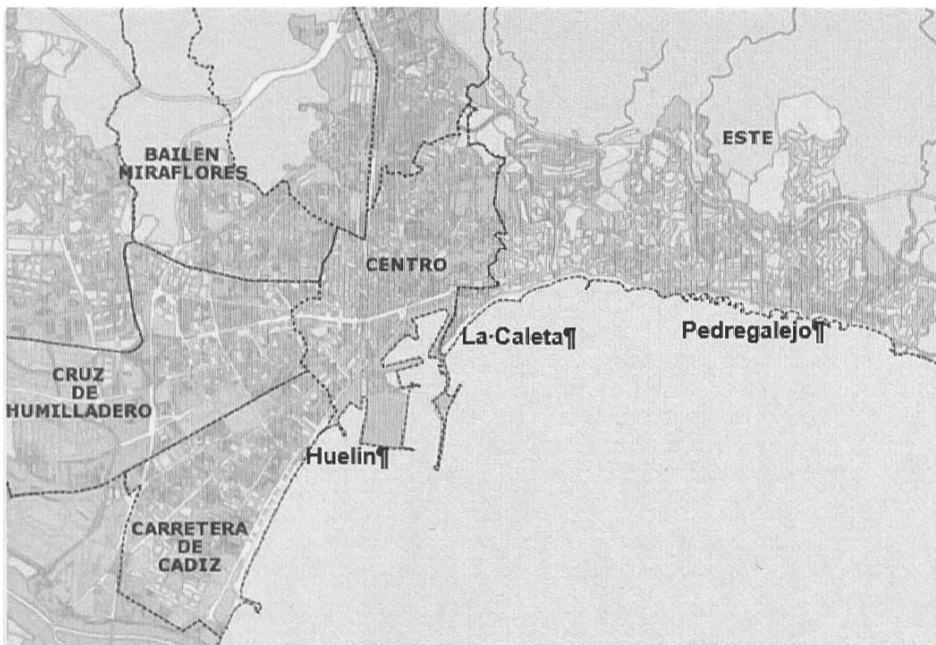 BAILEN
MIRAFLORES
ESTE
CENTRO
La·Caleta¶
Pedregalejo¶
CRUZ
DE
HUMILLADERO
Huelin¶
CARRETERA
DE
CADIZ